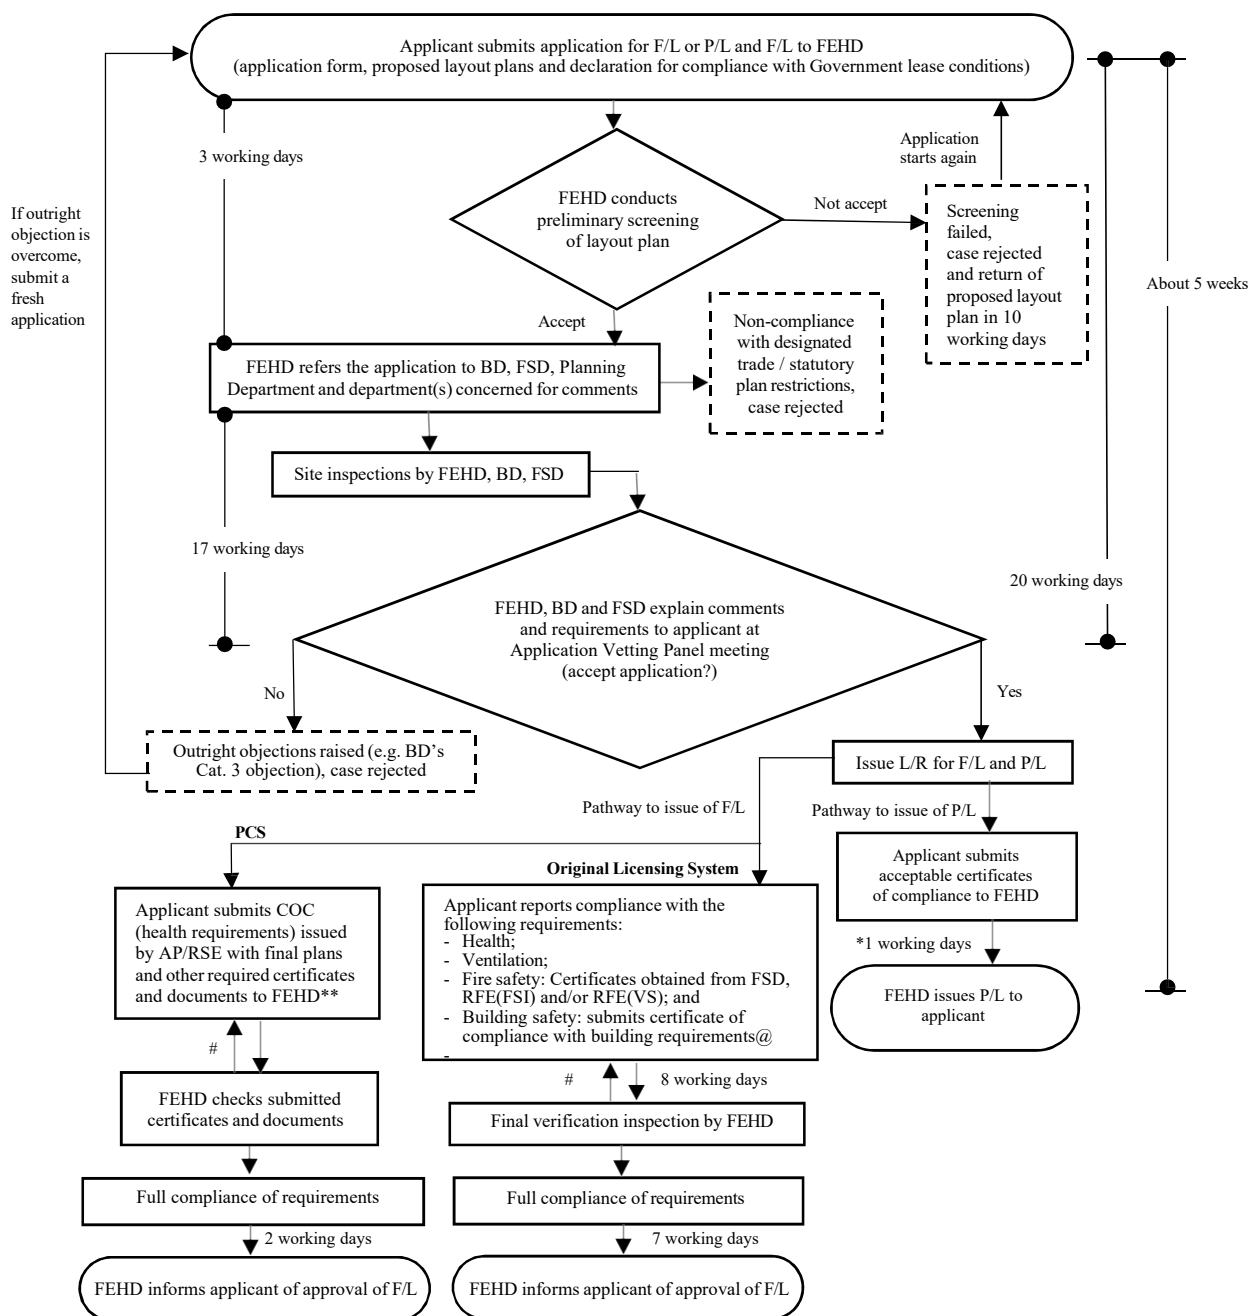 Applicant submits application for F/L or P/L and F/L to FEHD
(application form, proposed layout plans and declaration for compliance with Government lease conditions)
3 working days
Application
starts again
If outright
objection is
overcome,
submit a
fresh
application
FEHD conducts
preliminary screening
of layout plan
Not accept
Screening
failed,
case rejected
and return of
proposed layout
plan in 10
working days
About 5 weeks
Accept
Non-compliance
with designated
trade / statutory
plan restrictions,
case rejected
FEHD refers the application to BD, FSD, Planning
Department and department(s) concerned for comments
Site inspections by FEHD, BD, FSD
17 working days
20 working days
FEHD, BD and FSD explain comments
and requirements to applicant at
Application Vetting Panel meeting
(accept application?)
No
Yes
Outright objections raised (e.g. BD’s
Cat. 3 objection), case rejected
Issue L/R for F/L and P/L
Pathway to issue of F/L
Pathway to issue of P/L
PCS
Original Licensing System
Applicant submits
acceptable certificates
of compliance to FEHD
*1 working days
FEHD issues P/L to
applicant
Applicant submits COC
(health requirements) issued
by AP/RSE with final plans
and other required certificates
and documents to FEHD**
Applicant reports compliance with the
following requirements:
- Health;
- Ventilation;
- Fire safety: Certificates obtained from FSD,
RFE(FSI) and/or RFE(VS); and
- Building safety: submits certificate of
compliance with building requirements@
-
#
#
8 working days
FEHD checks submitted
certificates and documents
Final verification inspection by FEHD
Full compliance of requirements
Full compliance of requirements
2 working days
7 working days
FEHD informs applicant of approval of F/L
FEHD informs applicant of approval of F/L